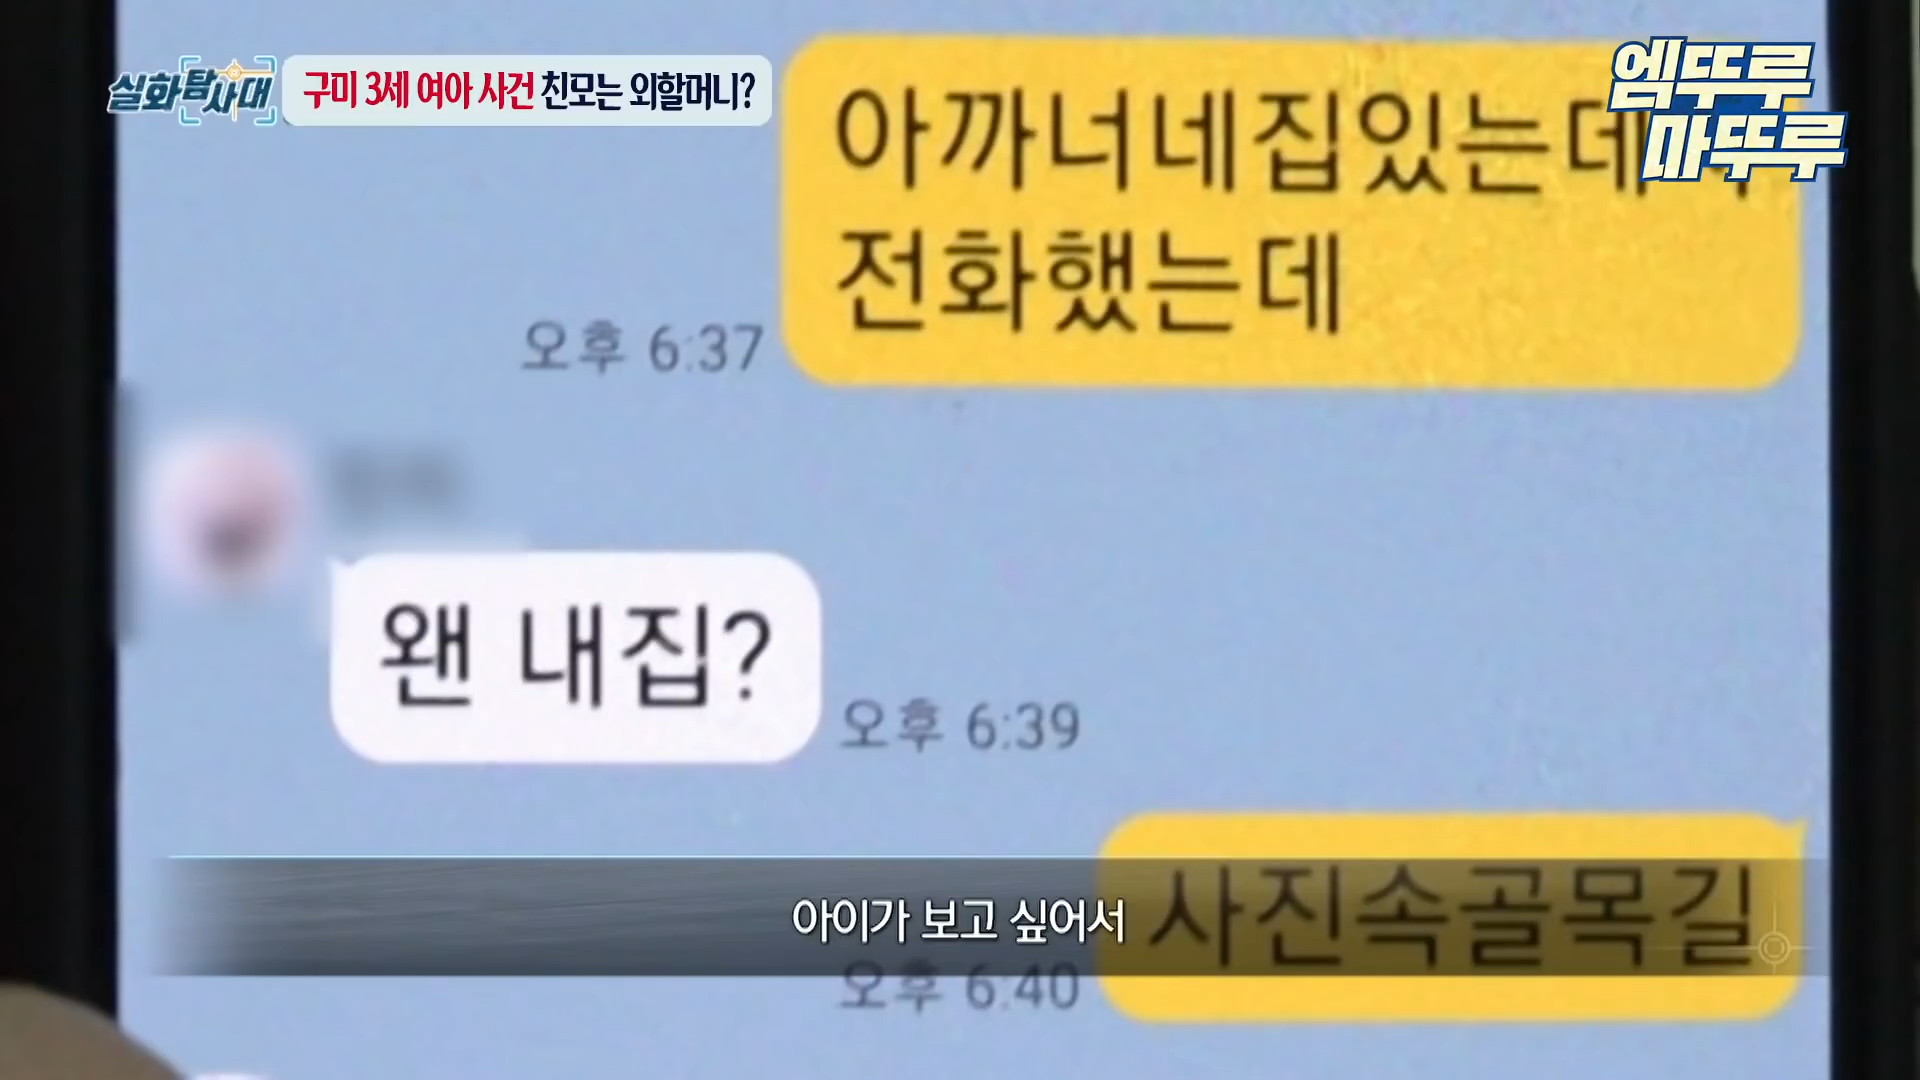 실화탐사대
구미 3세 여아 사건 친모는 외할머니?
엠뚜루
마뚜루
아까너네집있는데
전화했는데
오후 6:37
왠 내집?
오후 6:39
사진속골목길
아이가 보고 싶어서
오후 6:40